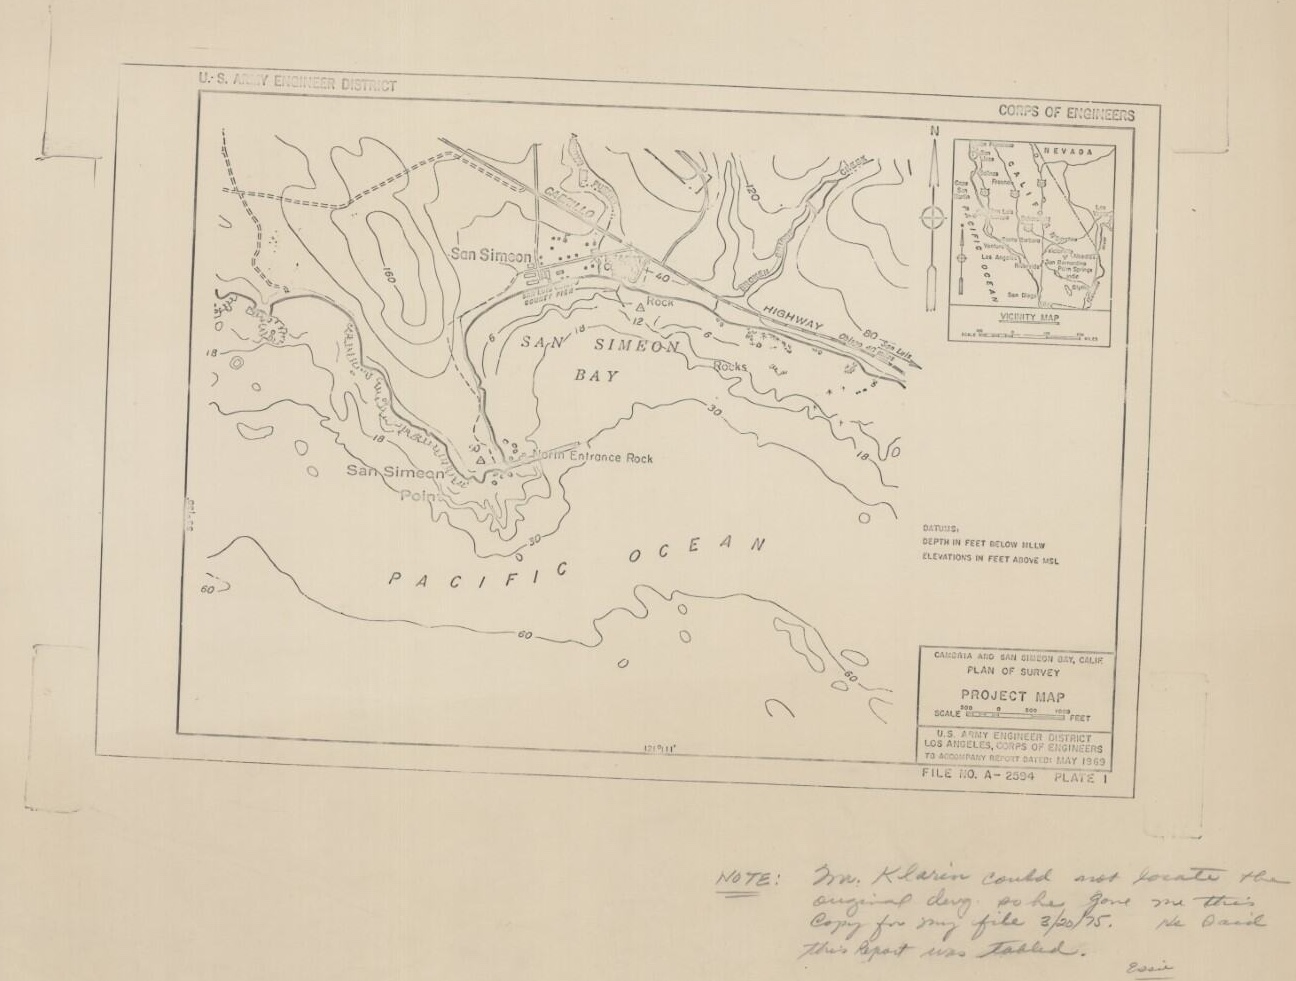 U.S. ARMY ENGINEER DISTRICT
CORPS OF ENGINEERS
N
NEVADA
CALIF
PACIFIC
OCEAN
Fresno
Los Angeles
San Bernardino
Palm Springs
San Diego
VICINITY MAP
MILES
120
CABRILLO
HIGHWAY
San Simeon
160
40
80
San Luis
Rock
12
6
6
18
SAN SIMEON
BAY
Rocks
30
18
18
18
North Entrance Rock
San Simeon
Point
30
PACIFIC OCEAN
60
60
60
121°11'
DATUMS:
DEPTH IN FEET BELOW MLLW
ELEVATIONS IN FEET ABOVE MSL
CAMBRIA AND SAN SIMEON BAY, CALIF.
PLAN OF SURVEY
PROJECT MAP
500 0 500 1000
SCALE FEET
U.S. ARMY ENGINEER DISTRICT
LOS ANGELES, CORPS OF ENGINEERS
TO ACCOMPANY REPORT DATED: MAY 1969
FILE NO. A-2594 PLATE 1
NOTE: Mr. Klarin could not locate the
original dwg. so he gave me this
copy for my file 3/20/75. He said
this report was tabled.
Essie